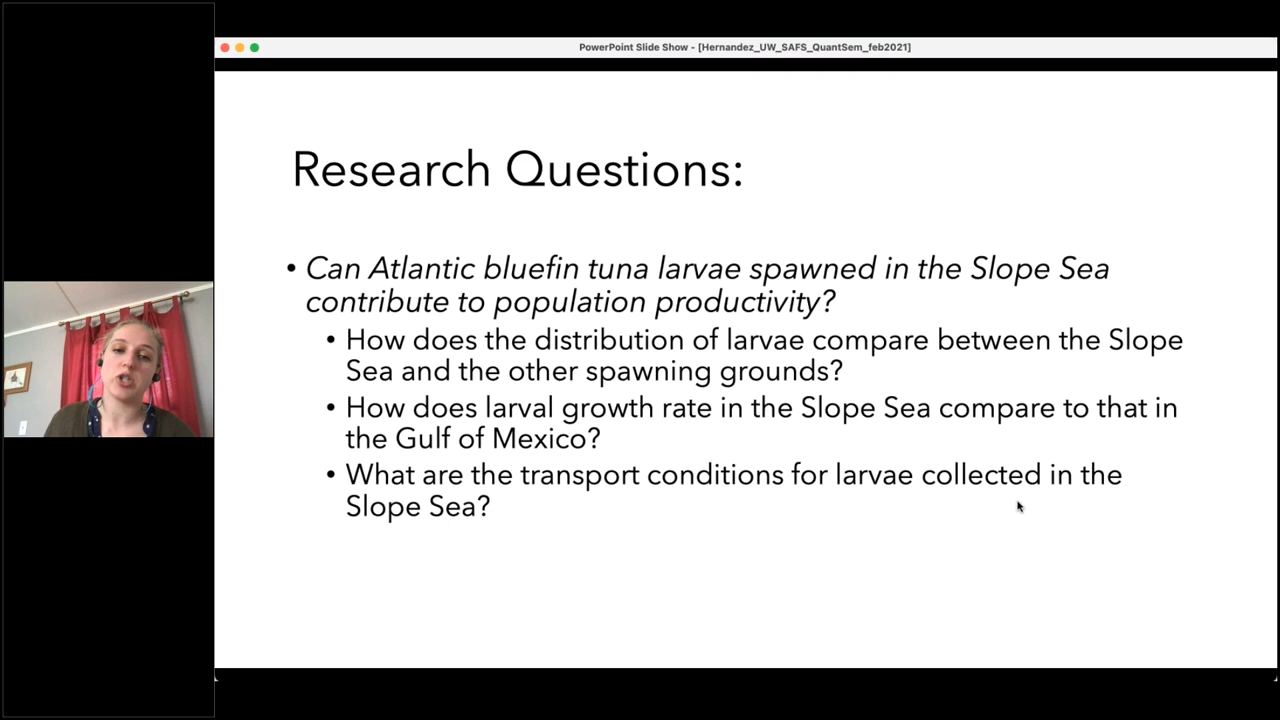 PowerPoint Slide Show - [Hernandez_UW_SAFS_QuantSem_feb2021]
Research Questions:
• Can Atlantic bluefin tuna larvae spawned in the Slope Sea
contribute to population productivity?
• How does the distribution of larvae compare between the Slope
Sea and the other spawning grounds?
• How does larval growth rate in the Slope Sea compare to that in
the Gulf of Mexico?
• What are the transport conditions for larvae collected in the
Slope Sea?